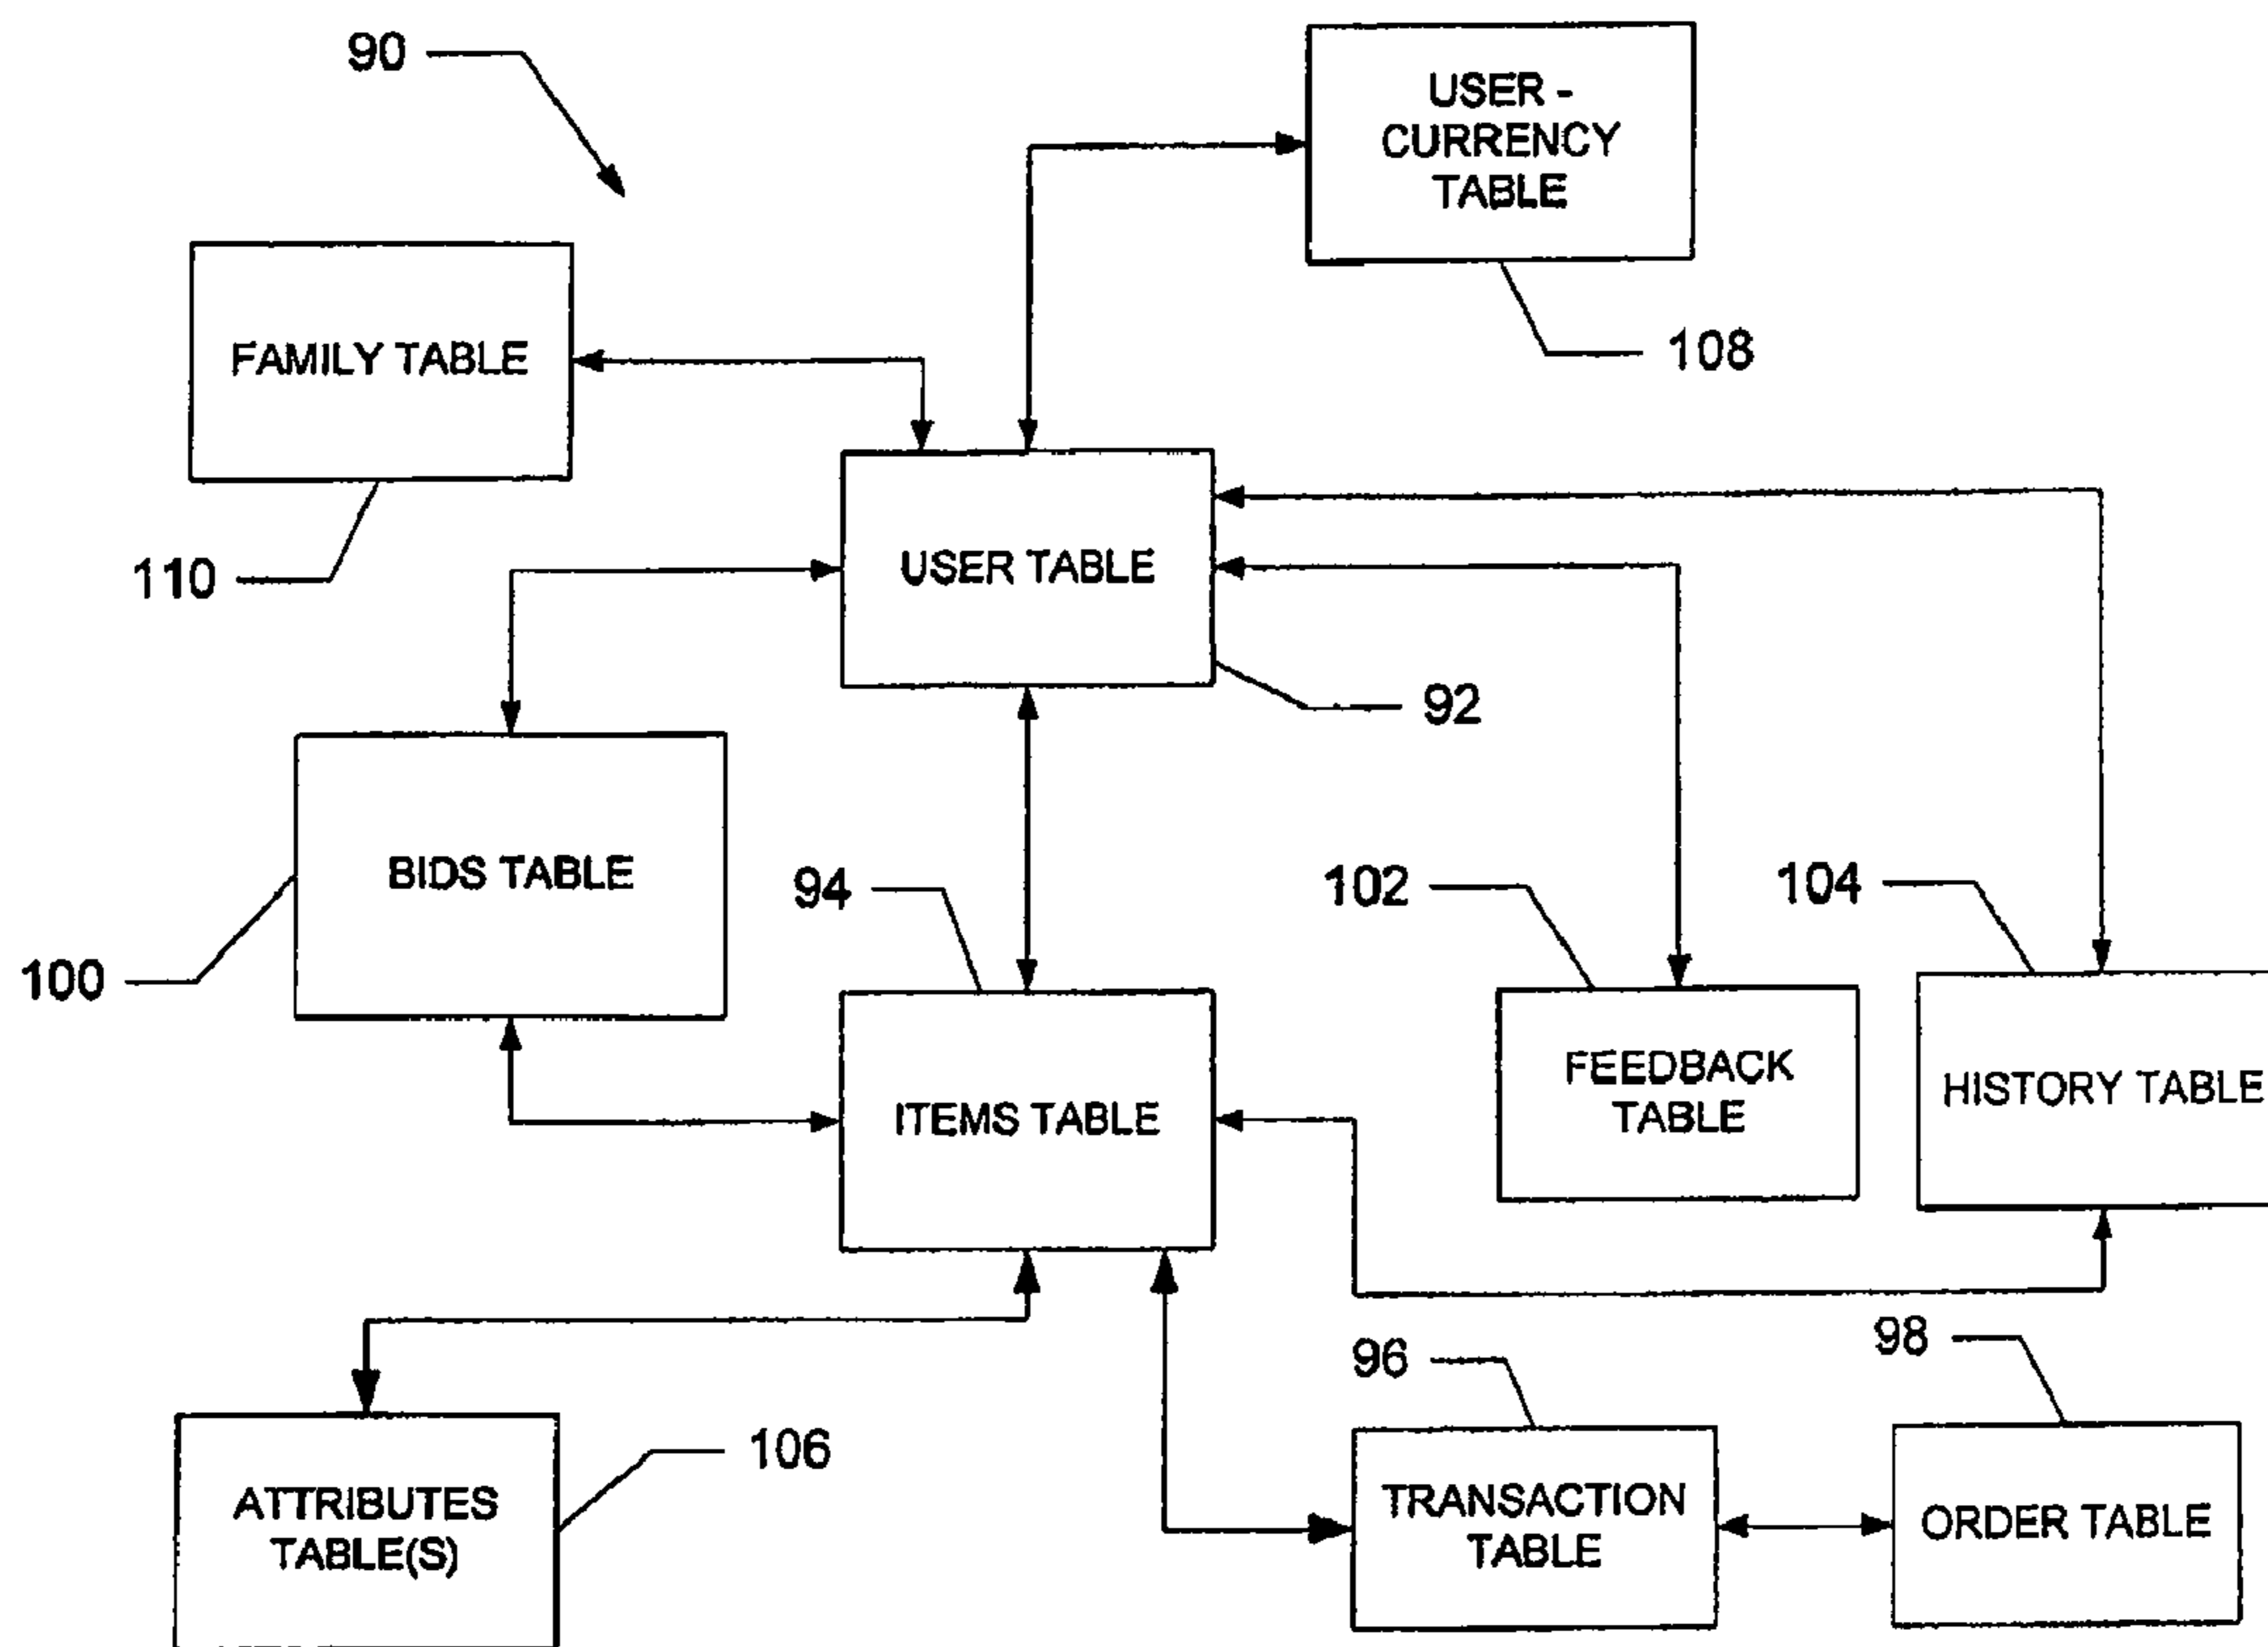 90
USER -
CURRENCY
TABLE
108
FAMILY TABLE
110
USER TABLE
92
BIDS TABLE
100
94
102
104
ITEMS TABLE
FEEDBACK
TABLE
HISTORY TABLE
96
98
106
ATTRIBUTES
TABLE(S)
TRANSACTION
TABLE
ORDER TABLE